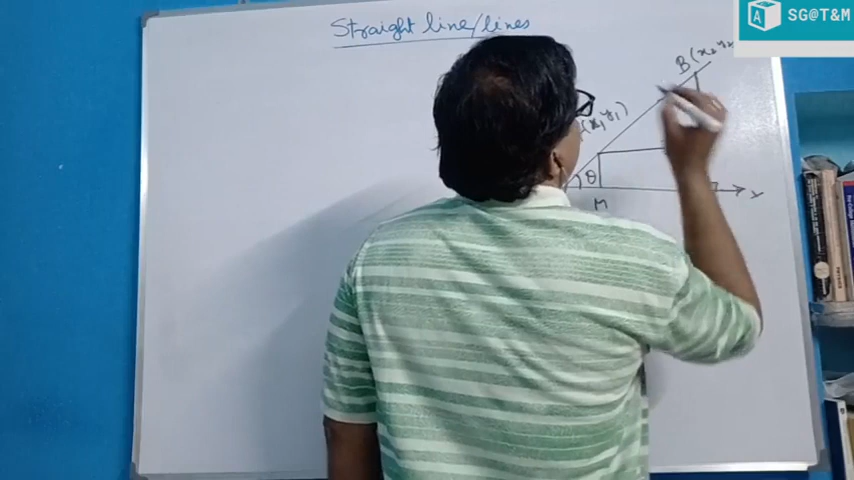 Straight line/lines
SG@T&M
A
B(x₂ y₂
(x₁ y₁)
θ
M
x